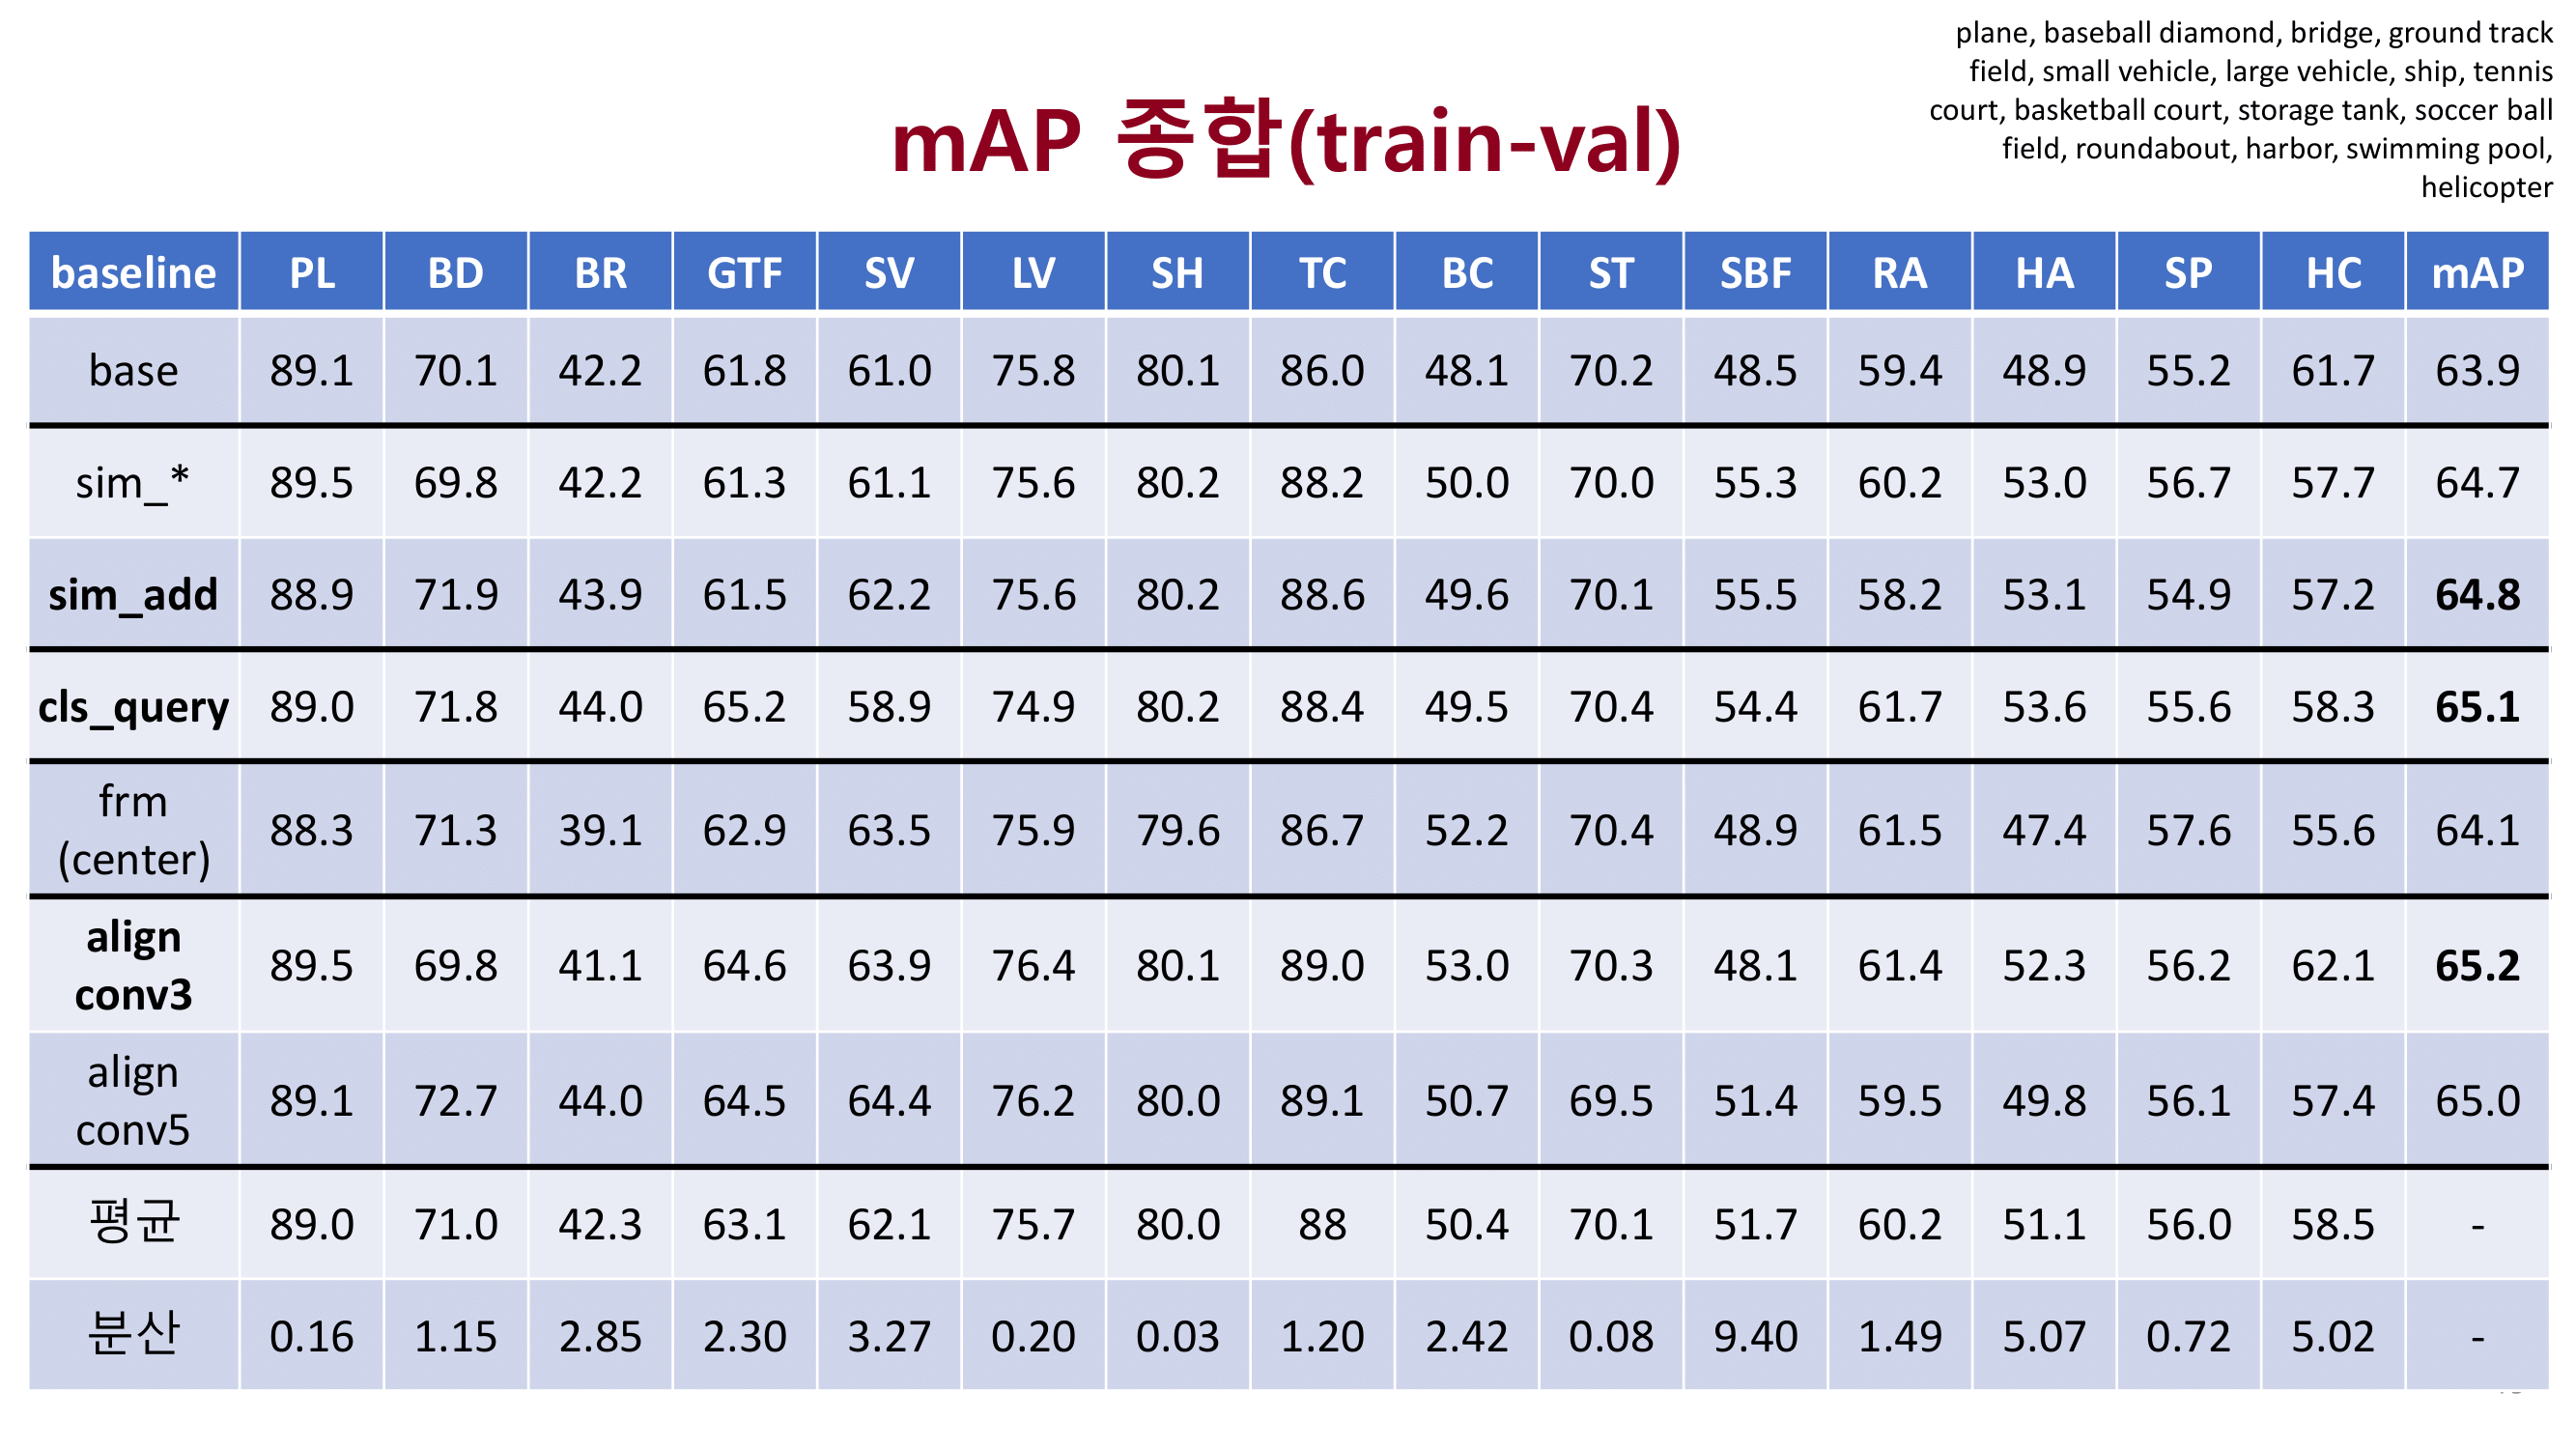 plane, baseball diamond, bridge, ground track
field, small vehicle, large vehicle, ship, tennis
court, basketball court, storage tank, soccer ball
field, roundabout, harbor, swimming pool,
helicopter
mAP 종합(train-val)
baseline PL BD BR GTF SV LV SH TC BC ST SBF RA HA SP HC mAP
base 89.1 70.1 42.2 61.8 61.0 75.8 80.1 86.0 48.1 70.2 48.5 59.4 48.9 55.2 61.7 63.9
sim_* 89.5 69.8 42.2 61.3 61.1 75.6 80.2 88.2 50.0 70.0 55.3 60.2 53.0 56.7 57.7 64.7
sim_add 88.9 71.9 43.9 61.5 62.2 75.6 80.2 88.6 49.6 70.1 55.5 58.2 53.1 54.9 57.2 64.8
cls_query 89.0 71.8 44.0 65.2 58.9 74.9 80.2 88.4 49.5 70.4 54.4 61.7 53.6 55.6 58.3 65.1
frm
(center) 88.3 71.3 39.1 62.9 63.5 75.9 79.6 86.7 52.2 70.4 48.9 61.5 47.4 57.6 55.6 64.1
align
conv3 89.5 69.8 41.1 64.6 63.9 76.4 80.1 89.0 53.0 70.3 48.1 61.4 52.3 56.2 62.1 65.2
align
conv5 89.1 72.7 44.0 64.5 64.4 76.2 80.0 89.1 50.7 69.5 51.4 59.5 49.8 56.1 57.4 65.0
평균 89.0 71.0 42.3 63.1 62.1 75.7 80.0 88 50.4 70.1 51.7 60.2 51.1 56.0 58.5 -
분산 0.16 1.15 2.85 2.30 3.27 0.20 0.03 1.20 2.42 0.08 9.40 1.49 5.07 0.72 5.02 -